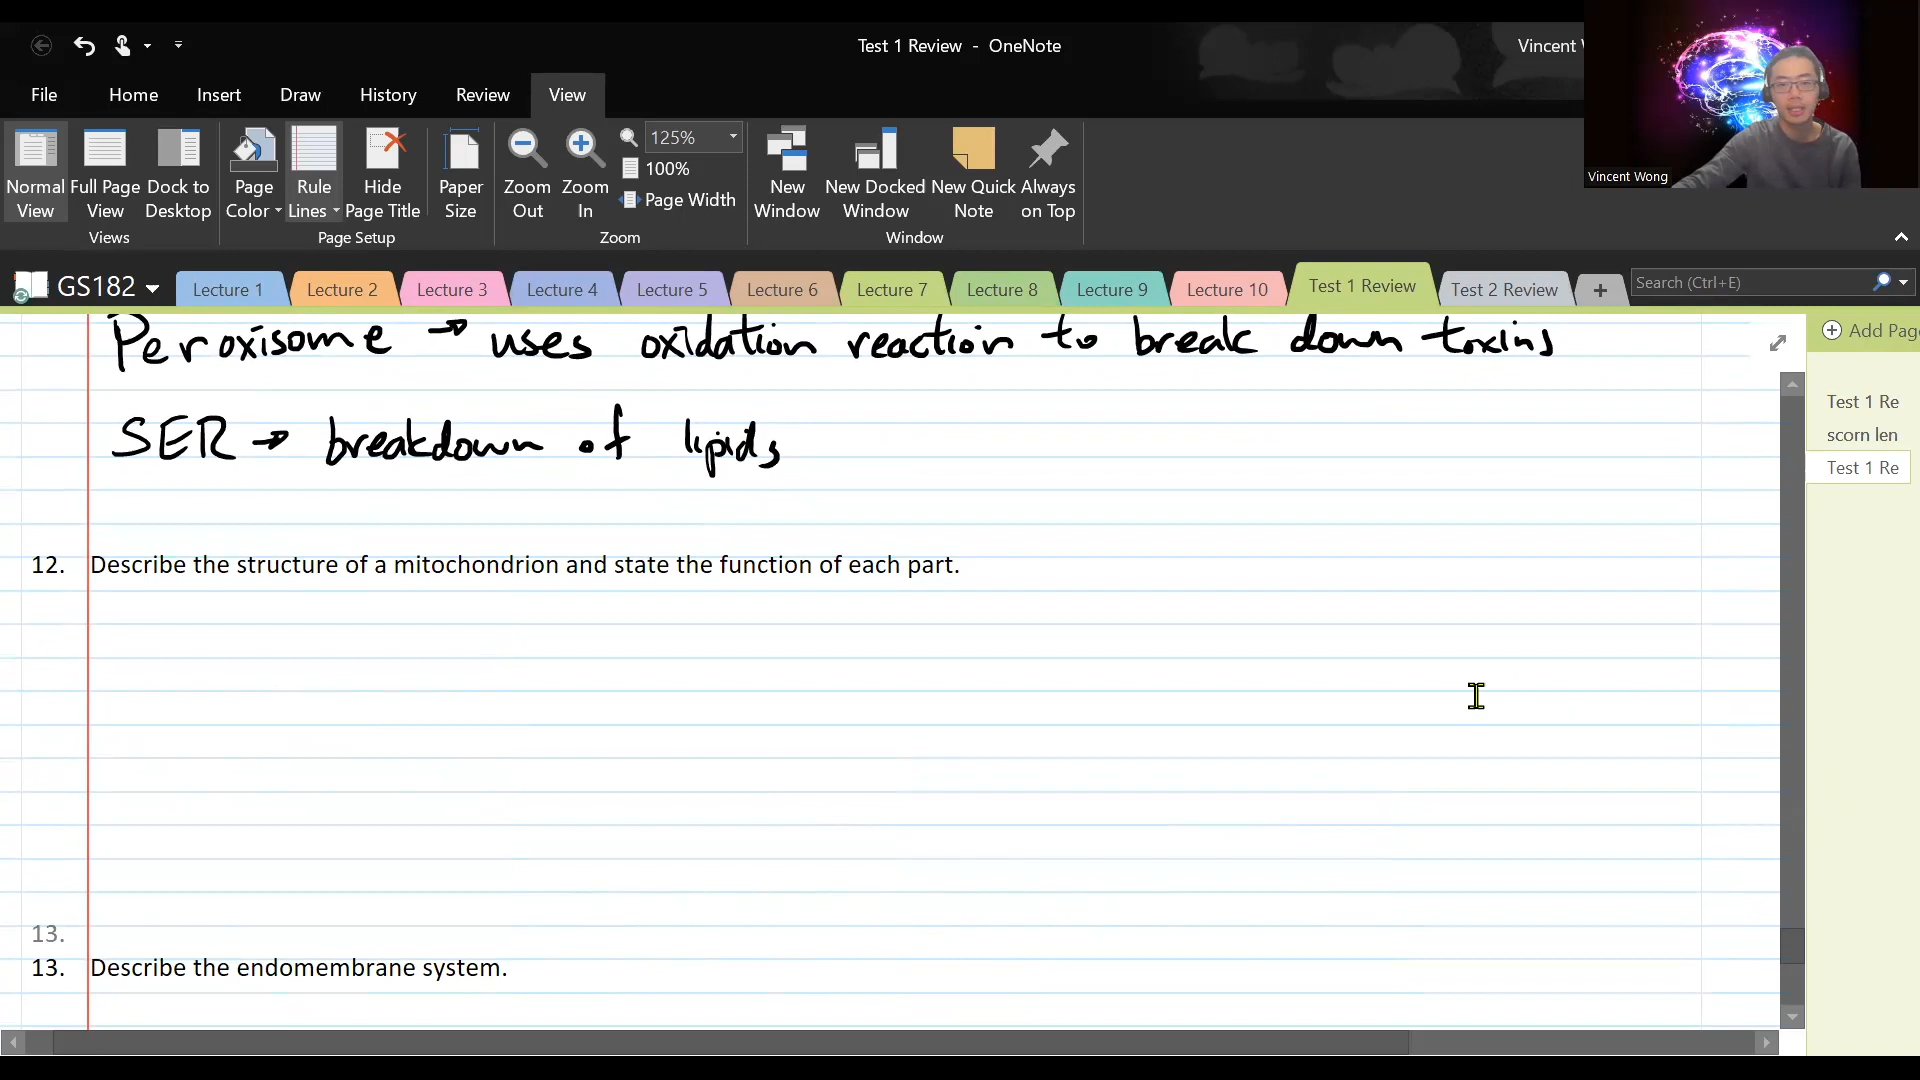 Test 1 Review - OneNote
Vincent W
File Home Insert Draw History Review View
Vincent Wong
125%
100%
Page Width
Normal View
Full Page View
Dock to Desktop
Page Color
Rule Lines
Hide Page Title
Paper Size
Zoom Out
Zoom In
New Window
New Docked Window
New Quick Note
Always on Top
Views Page Setup Zoom Window
GS182 Lecture 1 Lecture 2 Lecture 3 Lecture 4 Lecture 5 Lecture 6 Lecture 7 Lecture 8 Lecture 9 Lecture 10 Test 1 Review Test 2 Review + Search (Ctrl+E)
Add Page
Peroxisome → uses oxidation reaction to break down toxins
Test 1 Re
SER → breakdown of lipids
scorn len
Test 1 Re
12. Describe the structure of a mitochondrion and state the function of each part.
13.
13. Describe the endomembrane system.